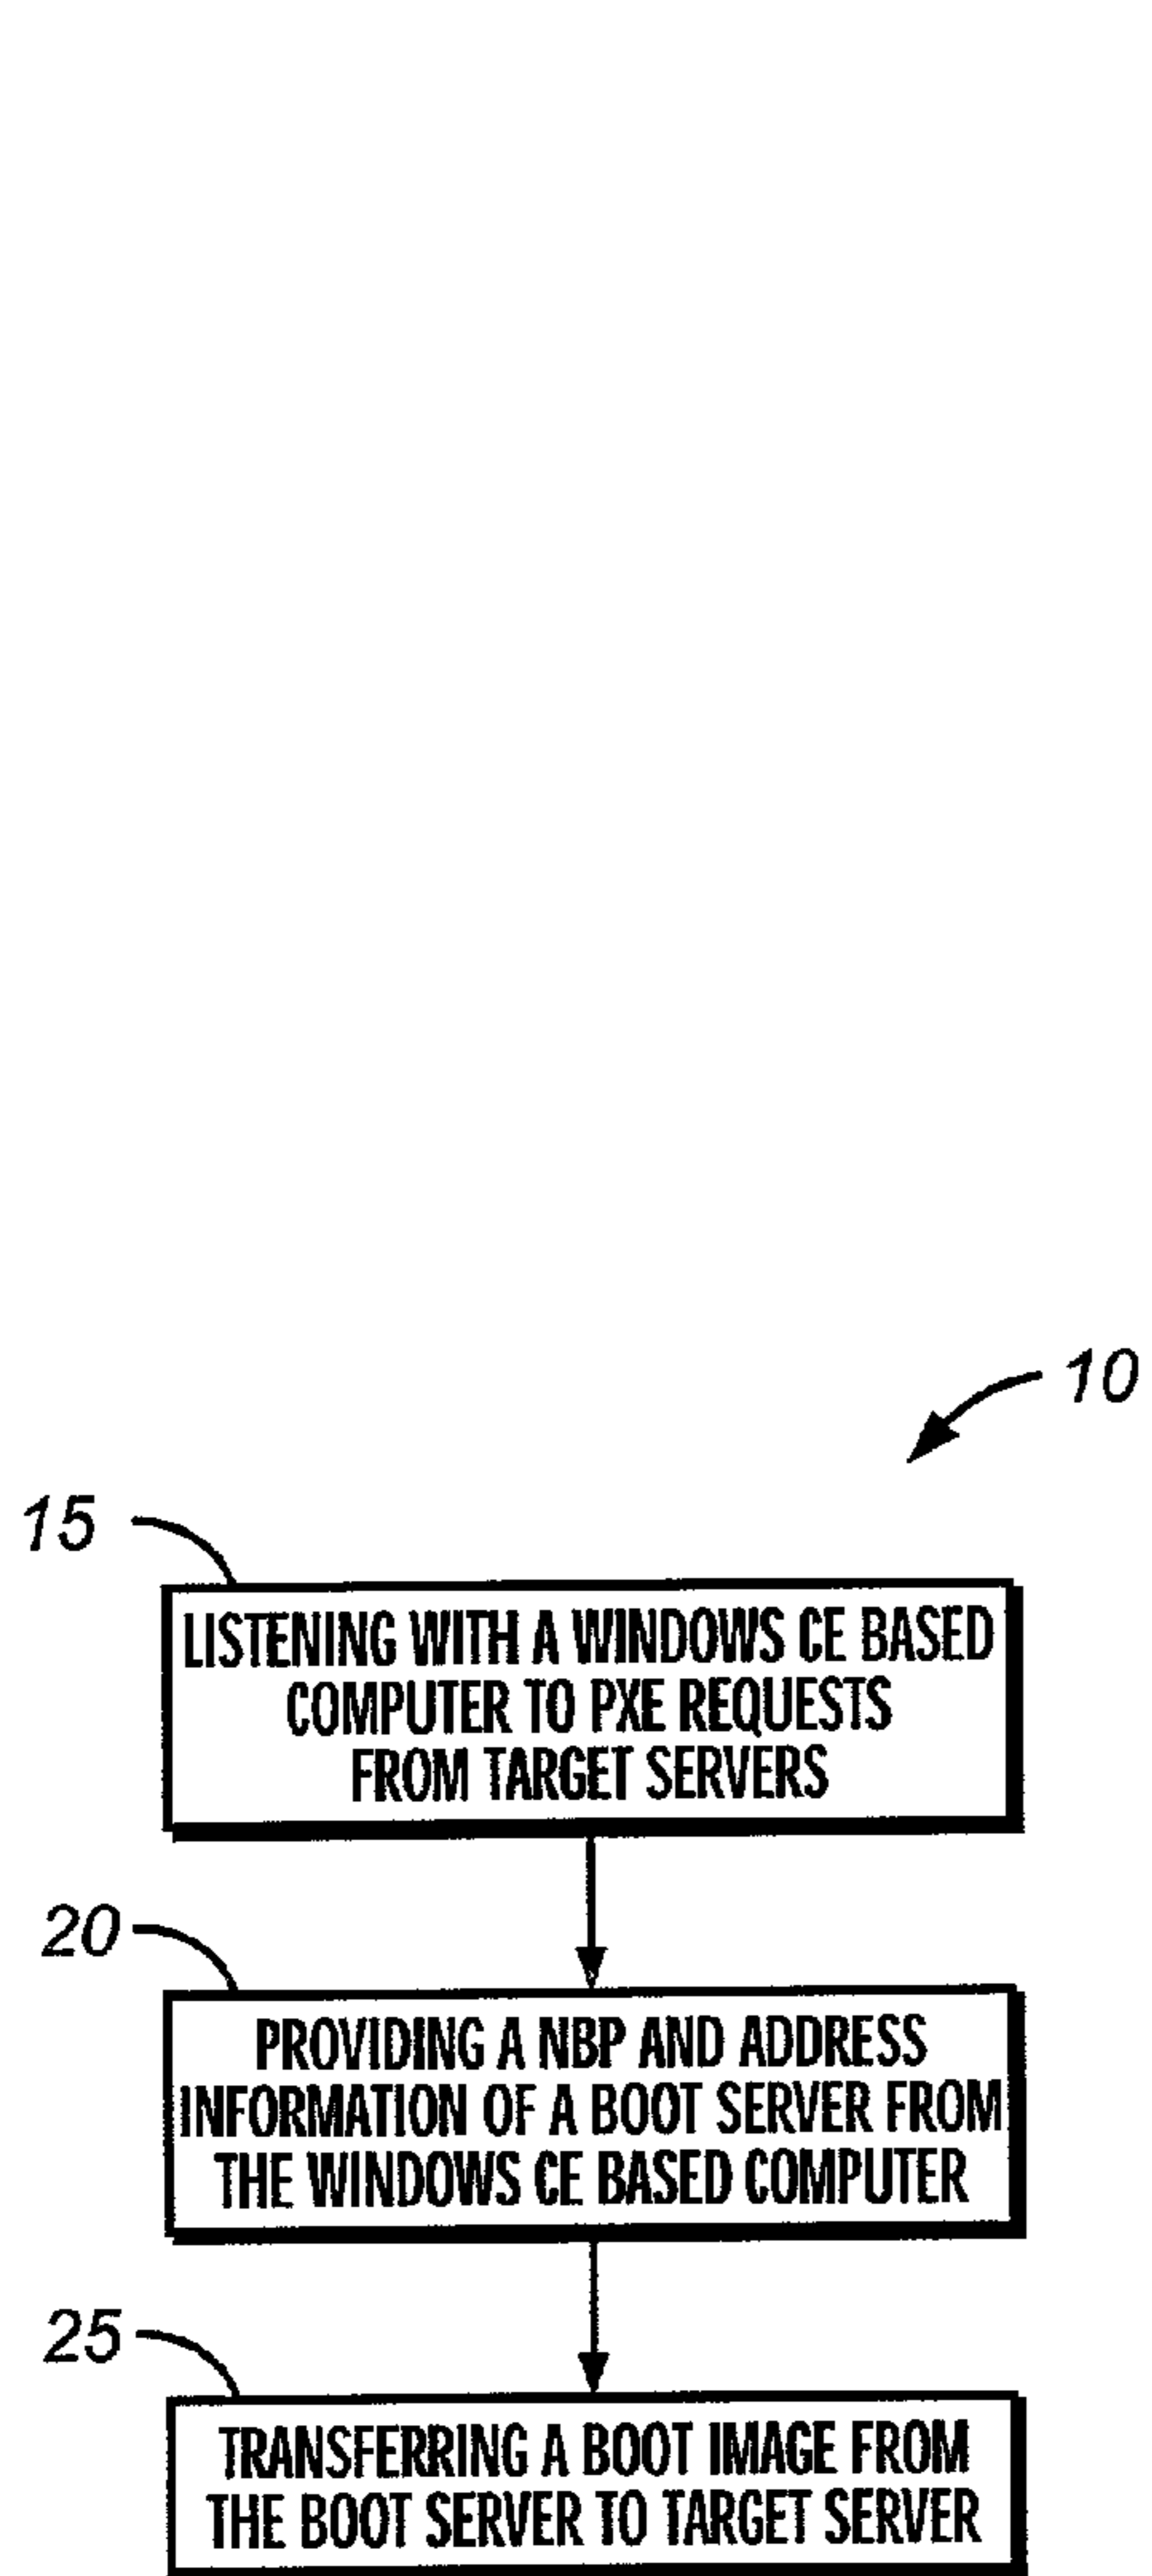 10
15
LISTENING WITH A WINDOWS CE BASED
COMPUTER TO PXE REQUESTS
FROM TARGET SERVERS
20
PROVIDING A NBP AND ADDRESS
INFORMATION OF A BOOT SERVER FROM
THE WINDOWS CE BASED COMPUTER
25
TRANSFERRING A BOOT IMAGE FROM
THE BOOT SERVER TO TARGET SERVER